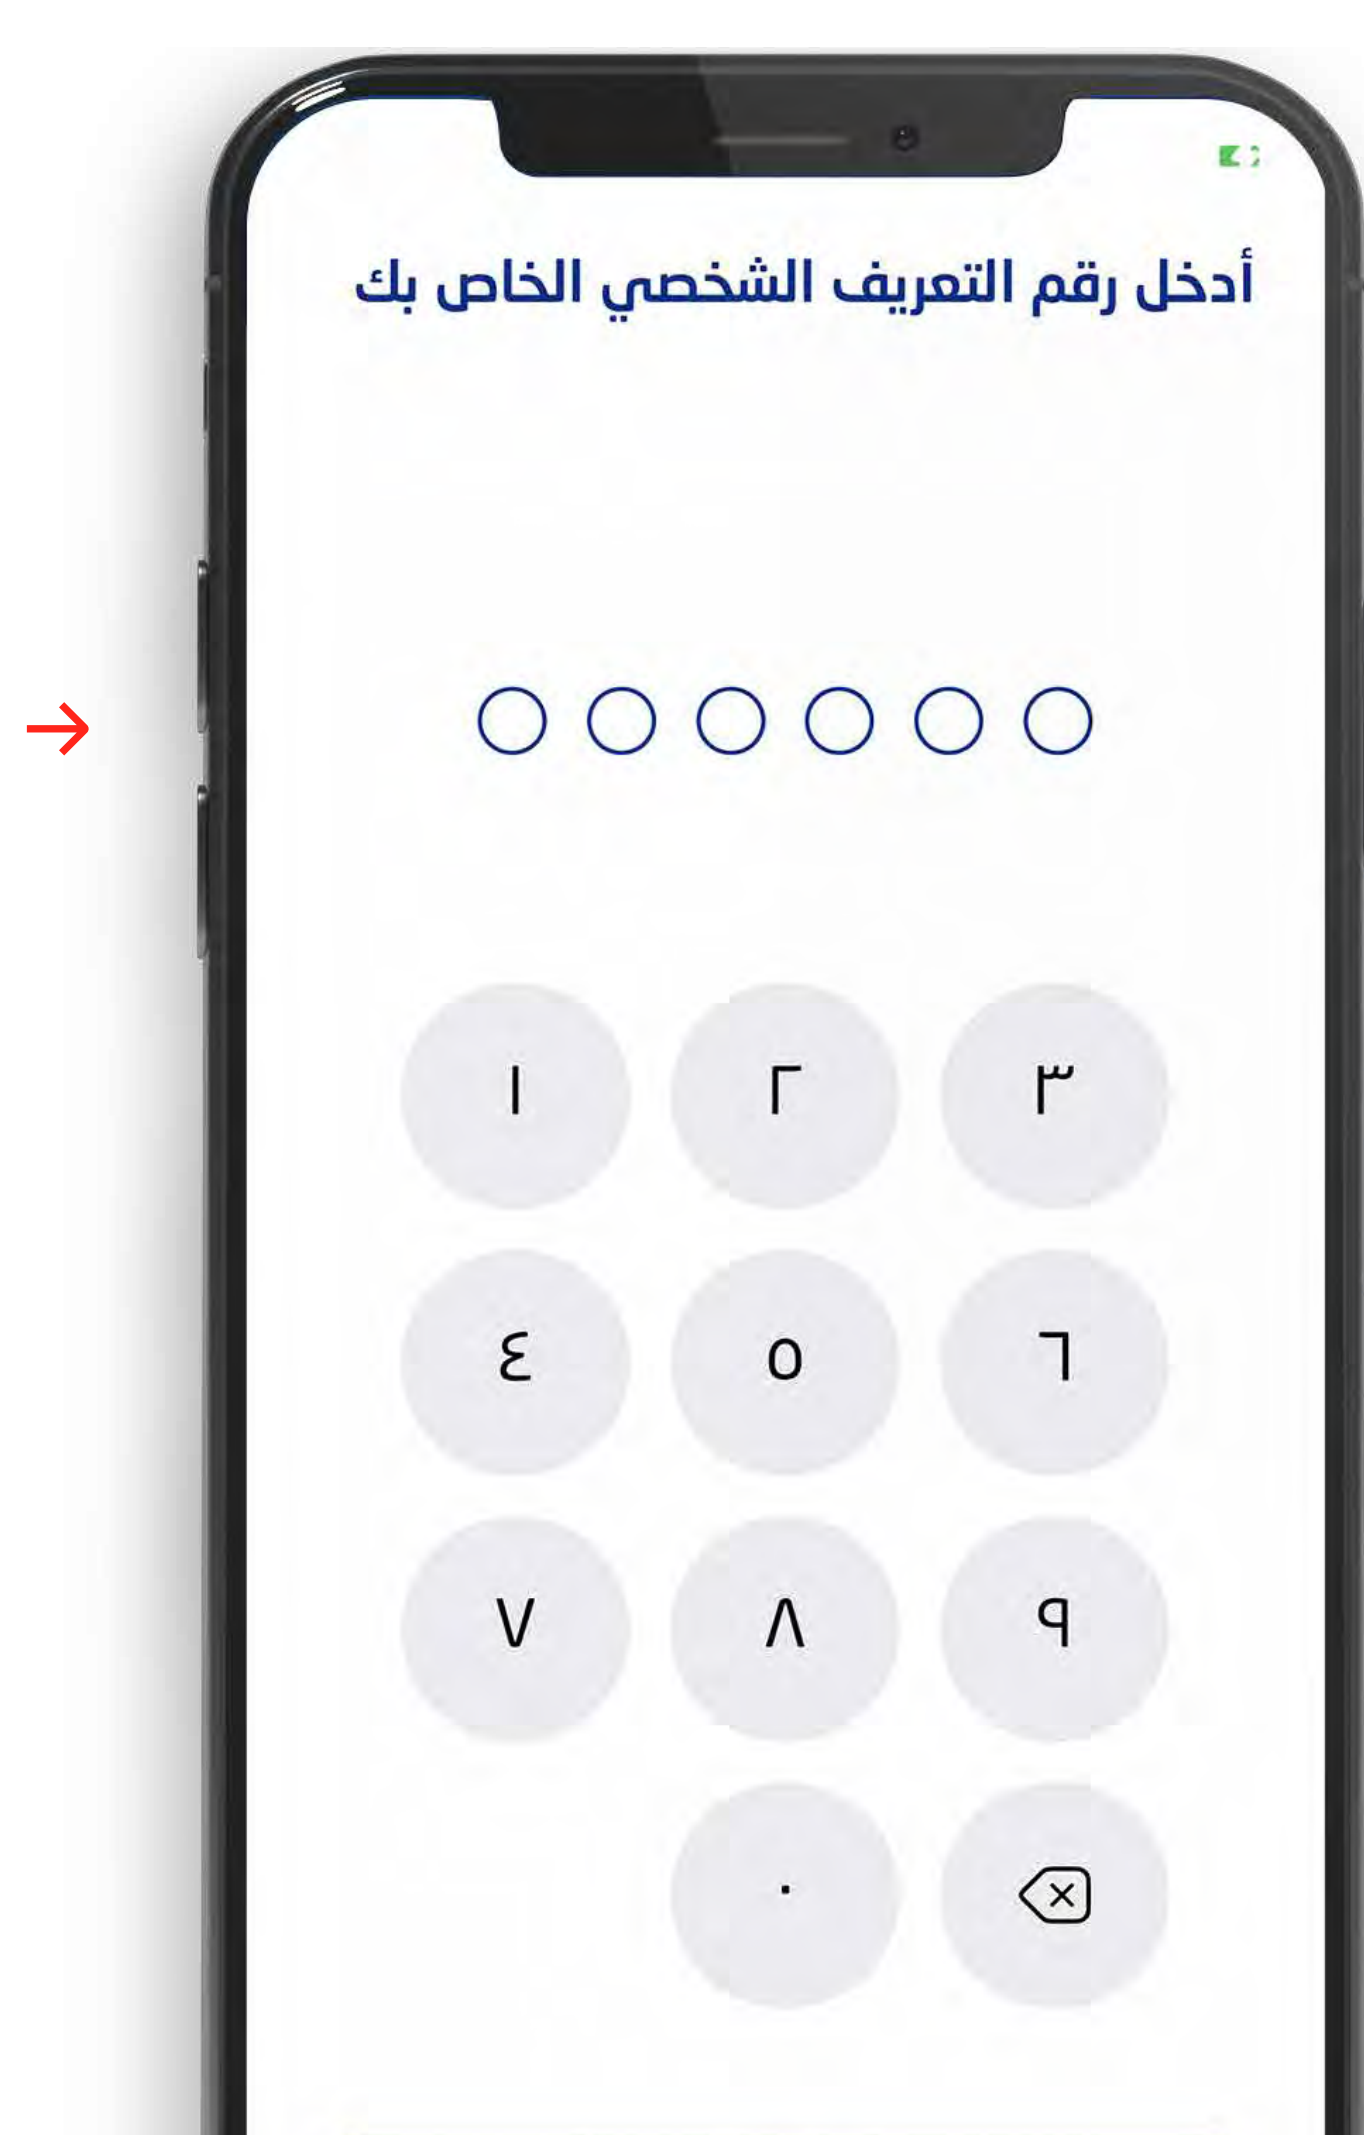 أدخل رقم التعريف الشخصي الخاص بك
١ ٢ ٣
٤ ٥ ٦
٧ ٨ ٩
٠